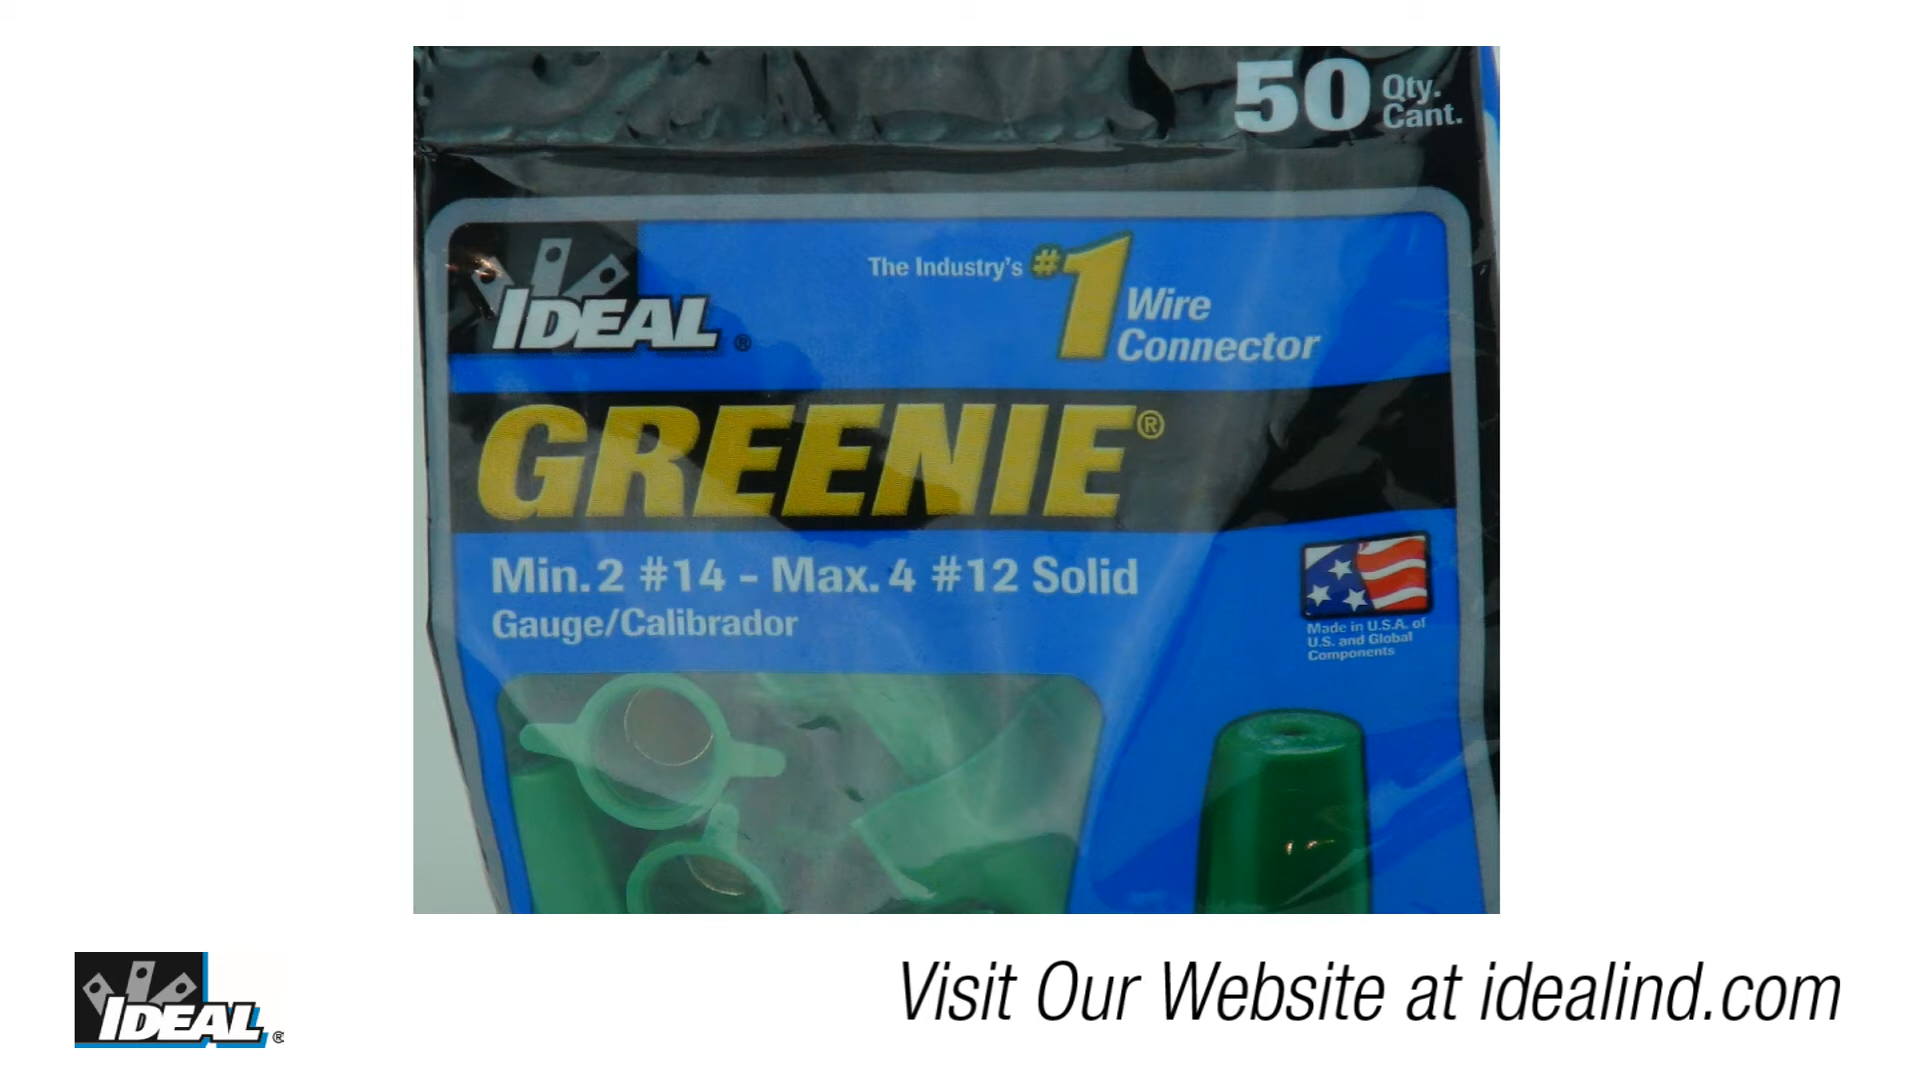 50 Qty.
Cant.
IDEAL®
The Industry's #1 Wire
Connector
GREENIE®
Min. 2 #14 - Max. 4 #12 Solid
Gauge/Calibrador
Made in U.S.A. of
U.S. and Global
Components
IDEAL®
Visit Our Website at idealind.com